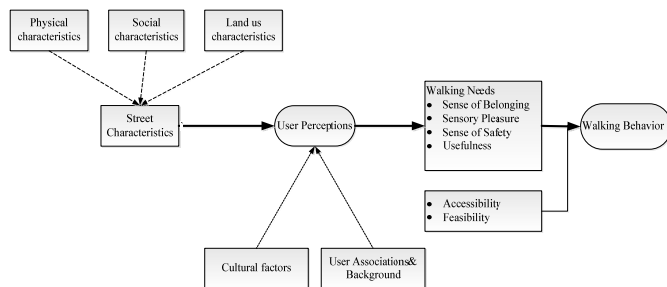 Physical
characteristics
Social
characteristics
Land us
characteristics
Street
Characteristics
User Perceptions
Walking Needs
• Sense of Belonging
• Sensory Pleasure
• Sense of Safety
• Usefulness
Walking Behavior
• Accessibility
• Feasibility
Cultural factors
User Associations&
Background